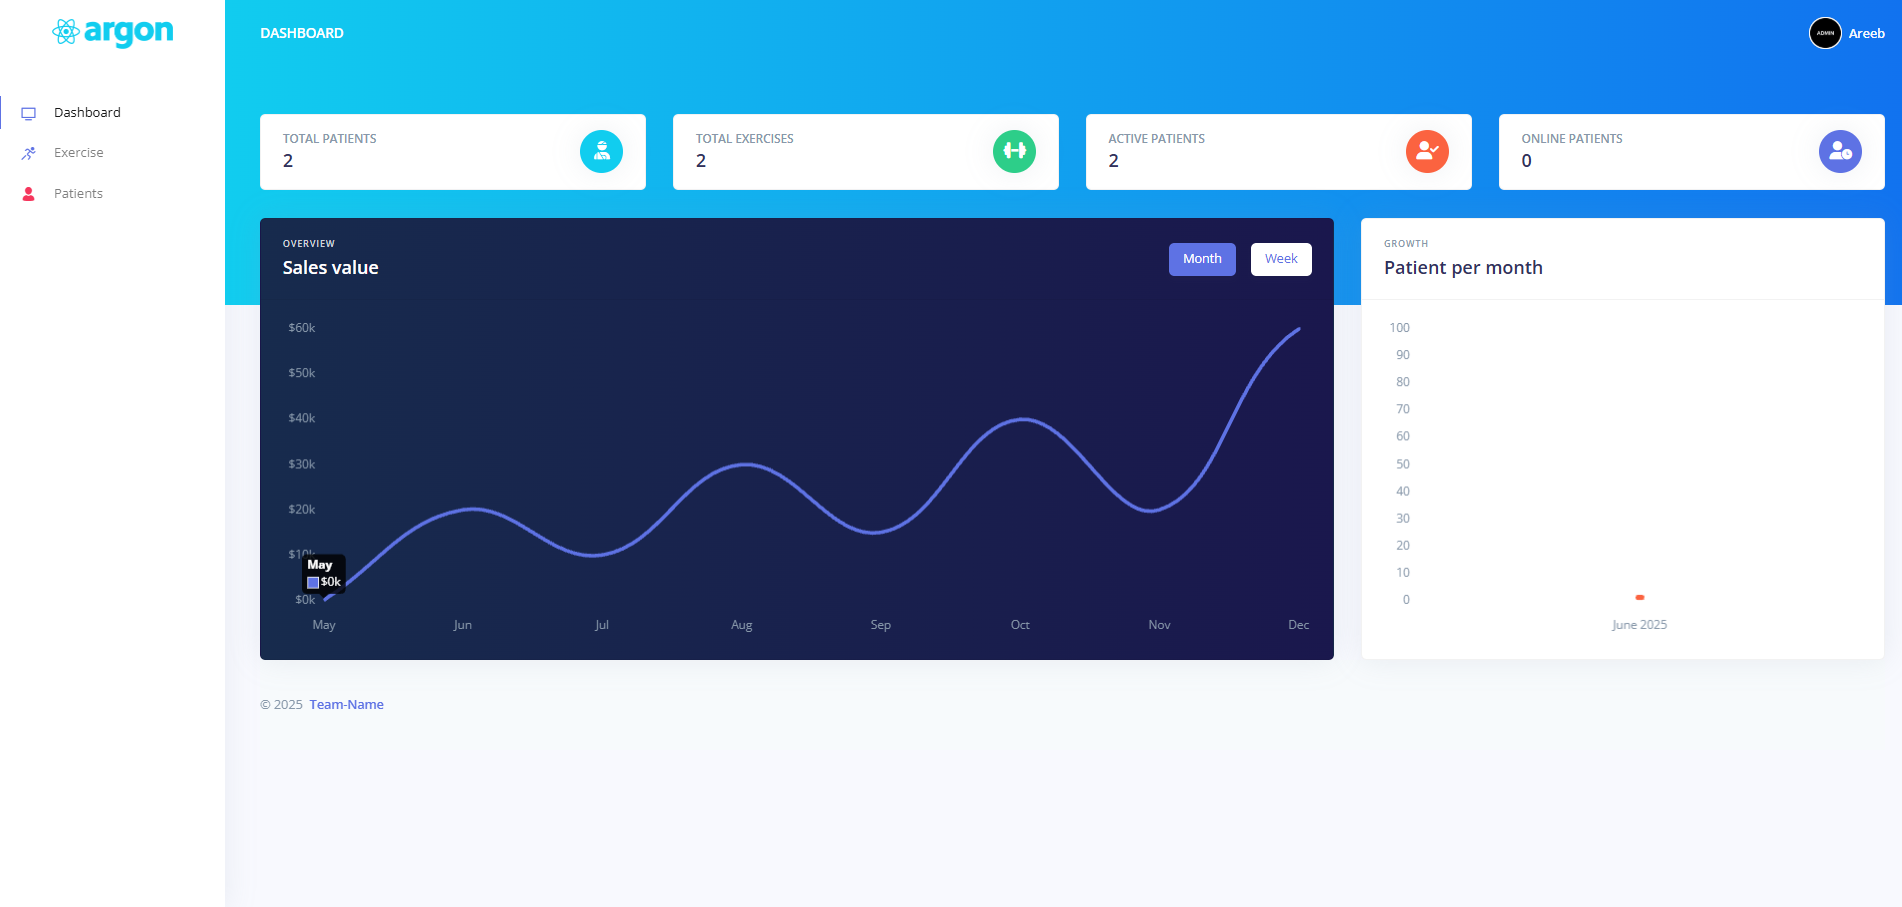 argon
DASHBOARD
ADMIN
Areeb
Dashboard
Exercise
Patients
TOTAL PATIENTS
2
TOTAL EXERCISES
2
ACTIVE PATIENTS
2
ONLINE PATIENTS
0
OVERVIEW
Sales value
Month
Week
$60k
$50k
$40k
$30k
$20k
$10k
$0k
May
$0k
May
Jun
Jul
Aug
Sep
Oct
Nov
Dec
GROWTH
Patient per month
100
90
80
70
60
50
40
30
20
10
0
June 2025
© 2025 Team-Name